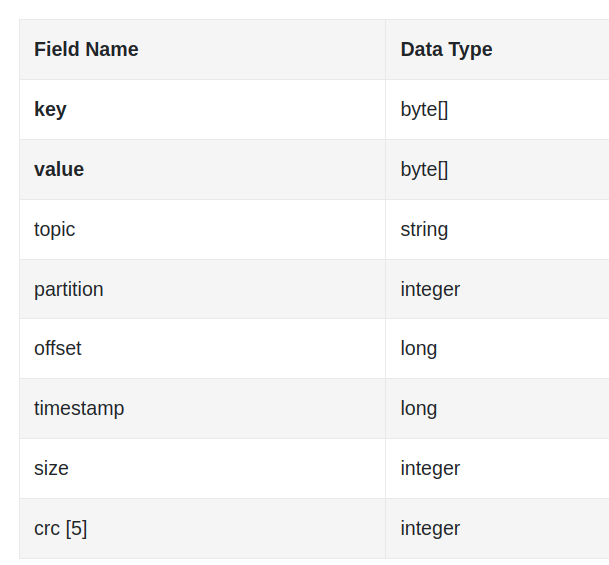 Field Name Data Type
key byte[]
value byte[]
topic string
partition integer
offset long
timestamp long
size integer
crc [5] integer